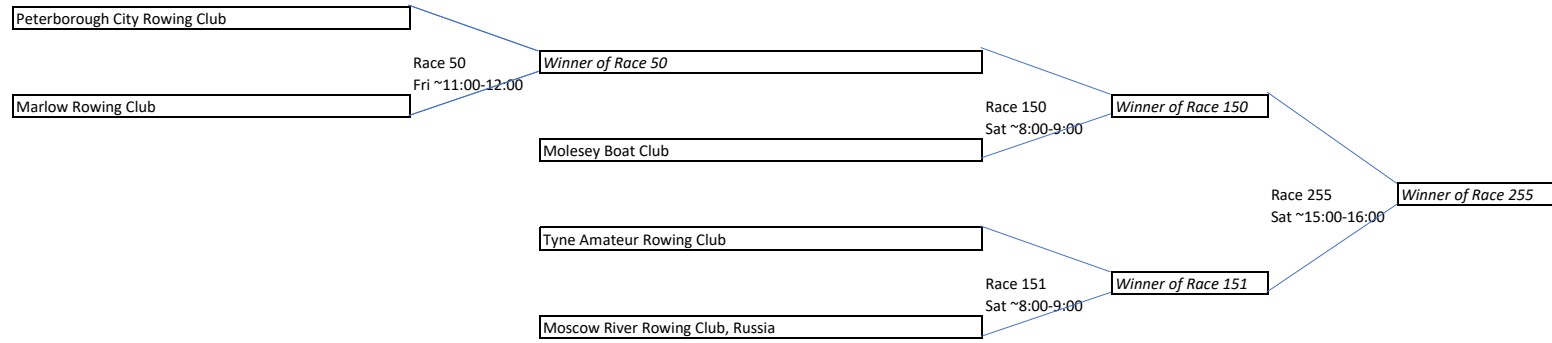 Peterborough City Rowing Club
Race 50
Fri ~11:00-12:00
Marlow Rowing Club
Winner of Race 50
Race 150
Sat ~8:00-9:00
Molesey Boat Club
Winner of Race 150
Tyne Amateur Rowing Club
Race 151
Sat ~8:00-9:00
Moscow River Rowing Club, Russia
Winner of Race 151
Race 255
Sat ~15:00-16:00
Winner of Race 255